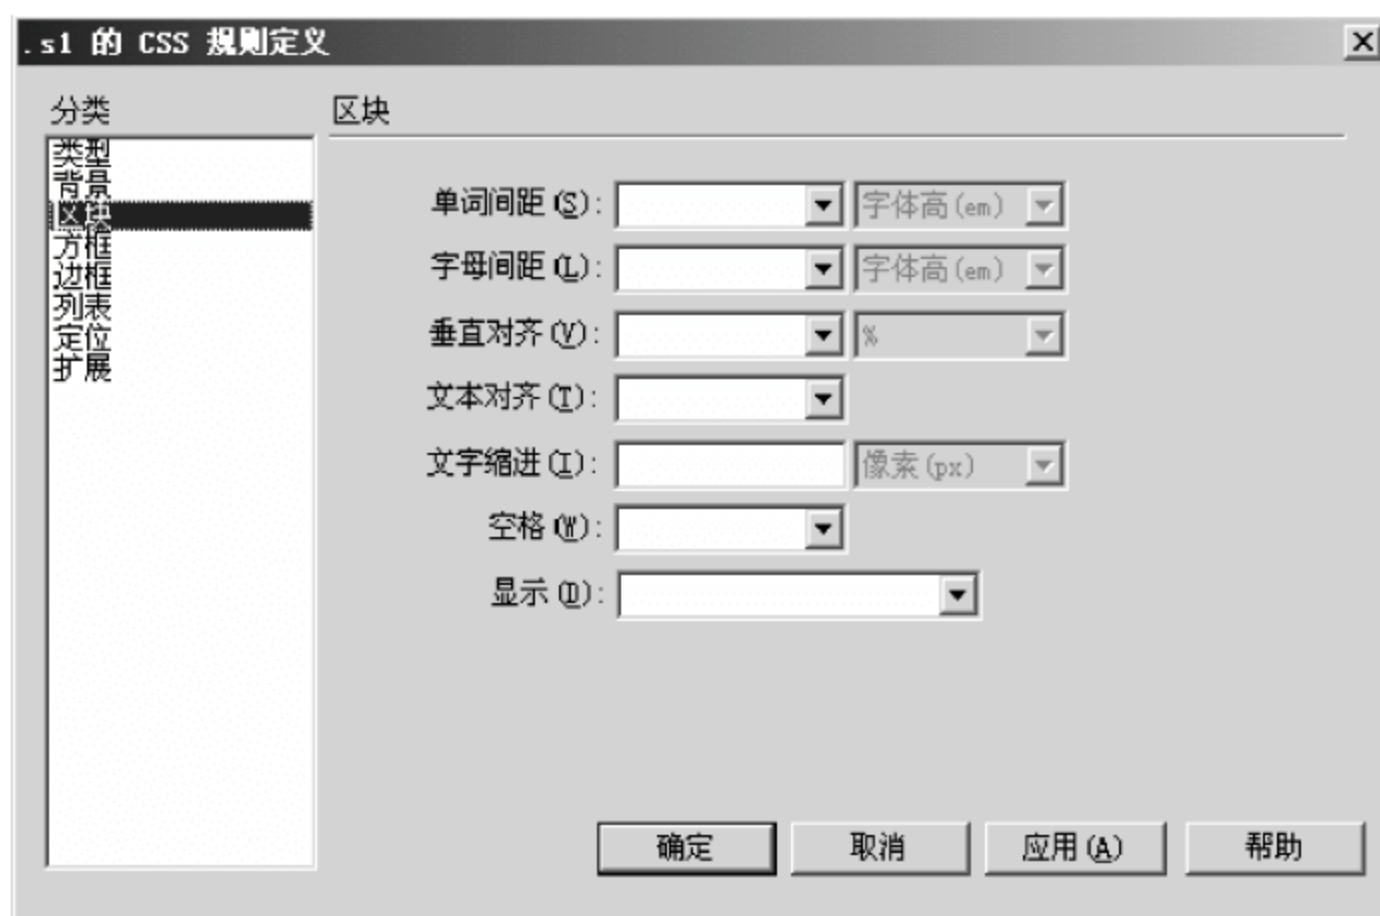 .s1 的 CSS 规则定义
分类
区块
类型
背景
区块
方框
边框
列表
定位
扩展
单词间距(S): 字体高(em)
字母间距(L): 字体高(em)
垂直对齐(V): %
文本对齐(T):
文字缩进(I): 像素(px)
空格(W):
显示(D):
确定 取消 应用(A) 帮助